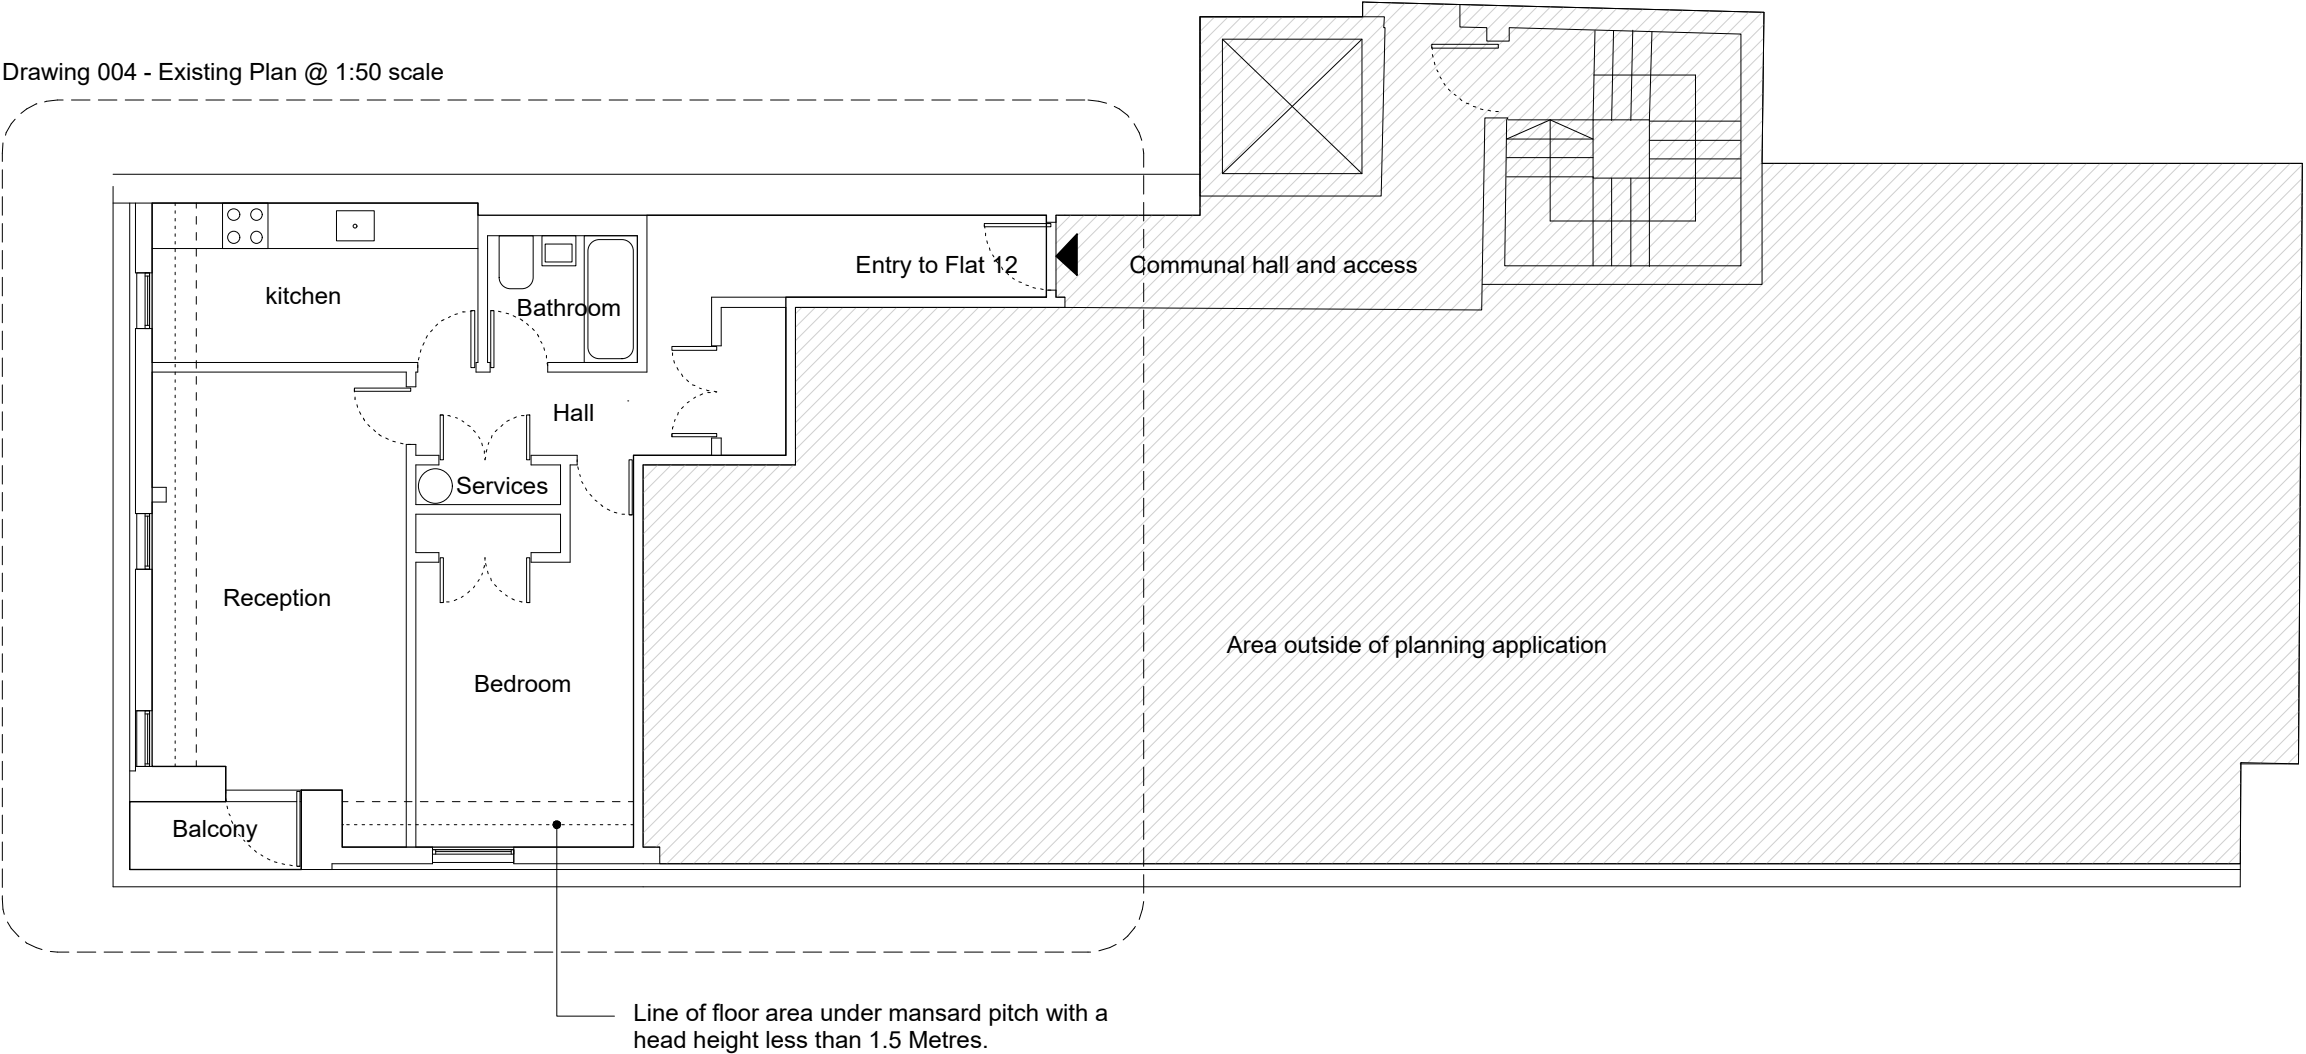 Drawing 004 - Existing Plan @ 1:50 scale
Entry to Flat 12
Communal hall and access
kitchen
Bathroom
Hall
Services
Reception
Area outside of planning application
Bedroom
Balcony
Line of floor area under mansard pitch with a
head height less than 1.5 Metres.